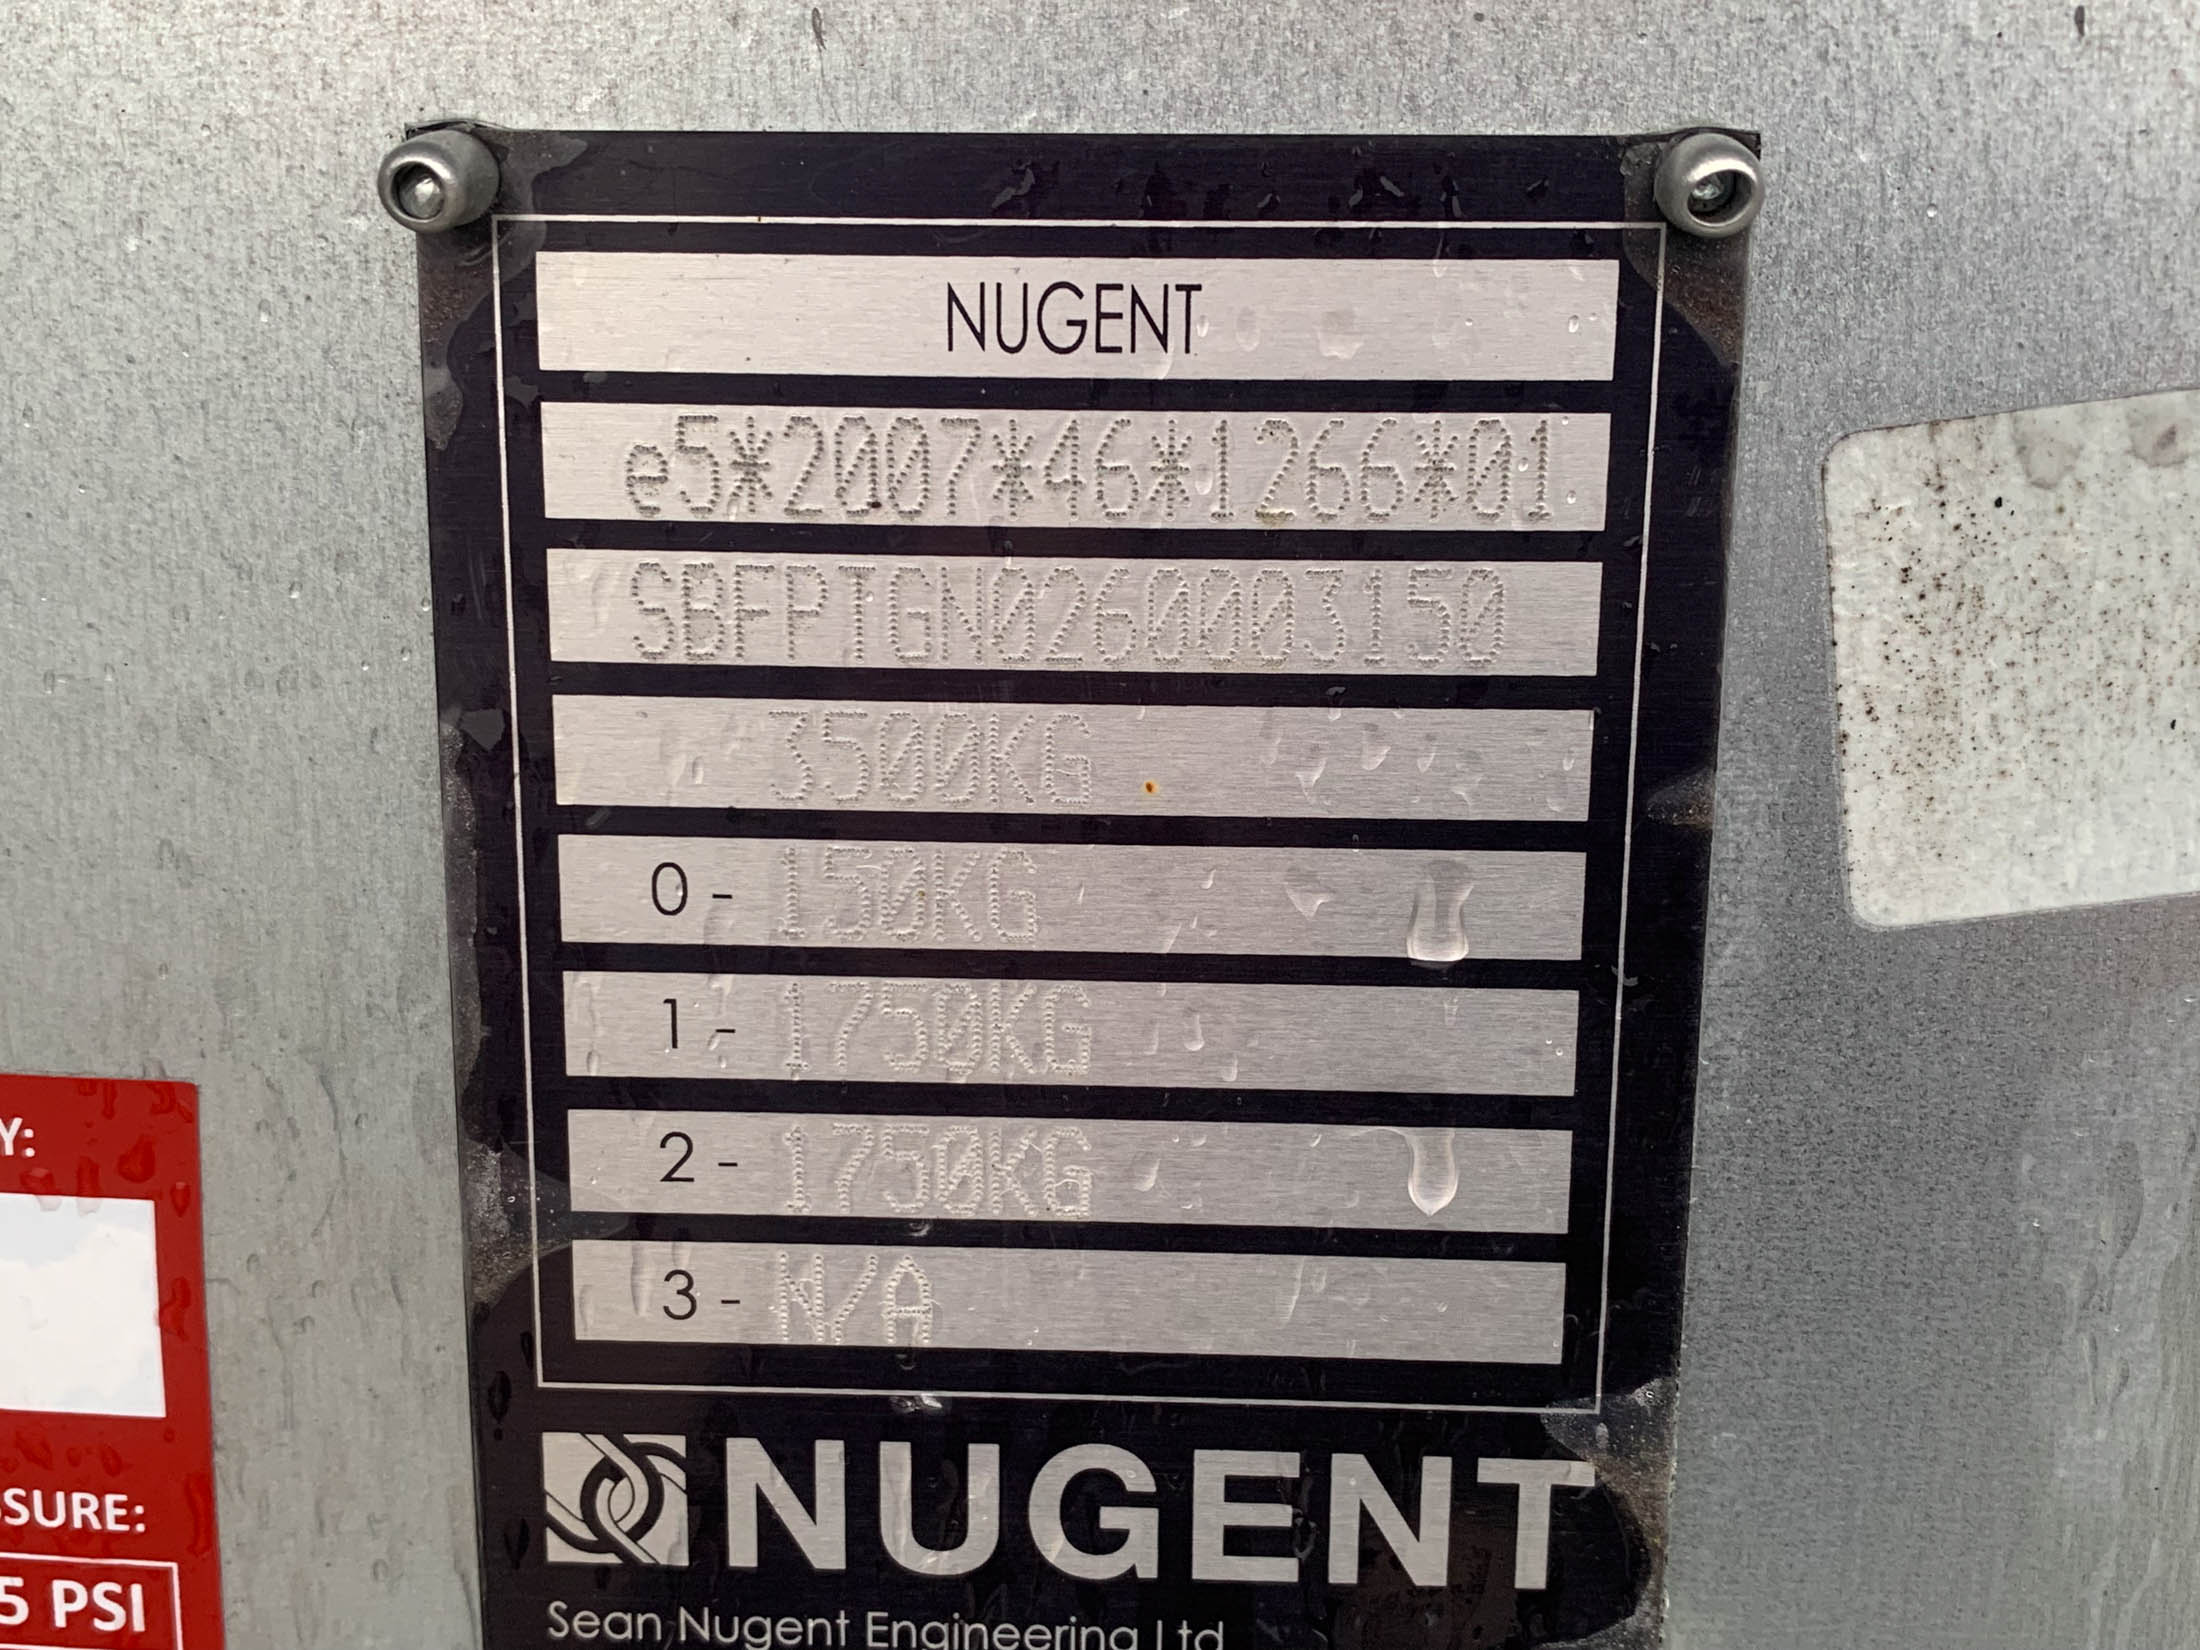 NUGENT
e5*2007*46*1266*01
SBFPTGN0260003150
3500KG
0 - 150KG
1 - 1750KG
2 - 1750KG
3 - N/A
NUGENT
Sean Nugent Engineering Ltd
Y:
SSURE:
5 PSI